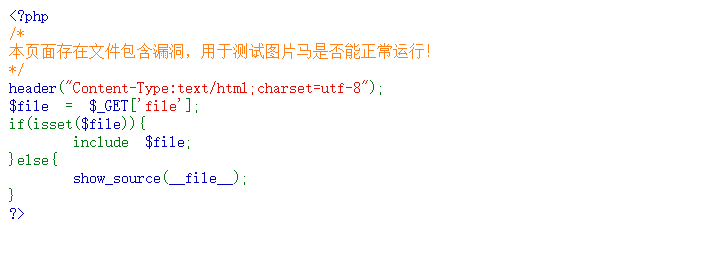 <?php
/*
本页面存在文件包含漏洞，用于测试图片马是否能正常运行！
*/
header("Content-Type:text/html;charset=utf-8");
$file  =  $_GET['file'];
if(isset($file)){
        include  $file;
}else{
        show_source(__file__);
}
?>